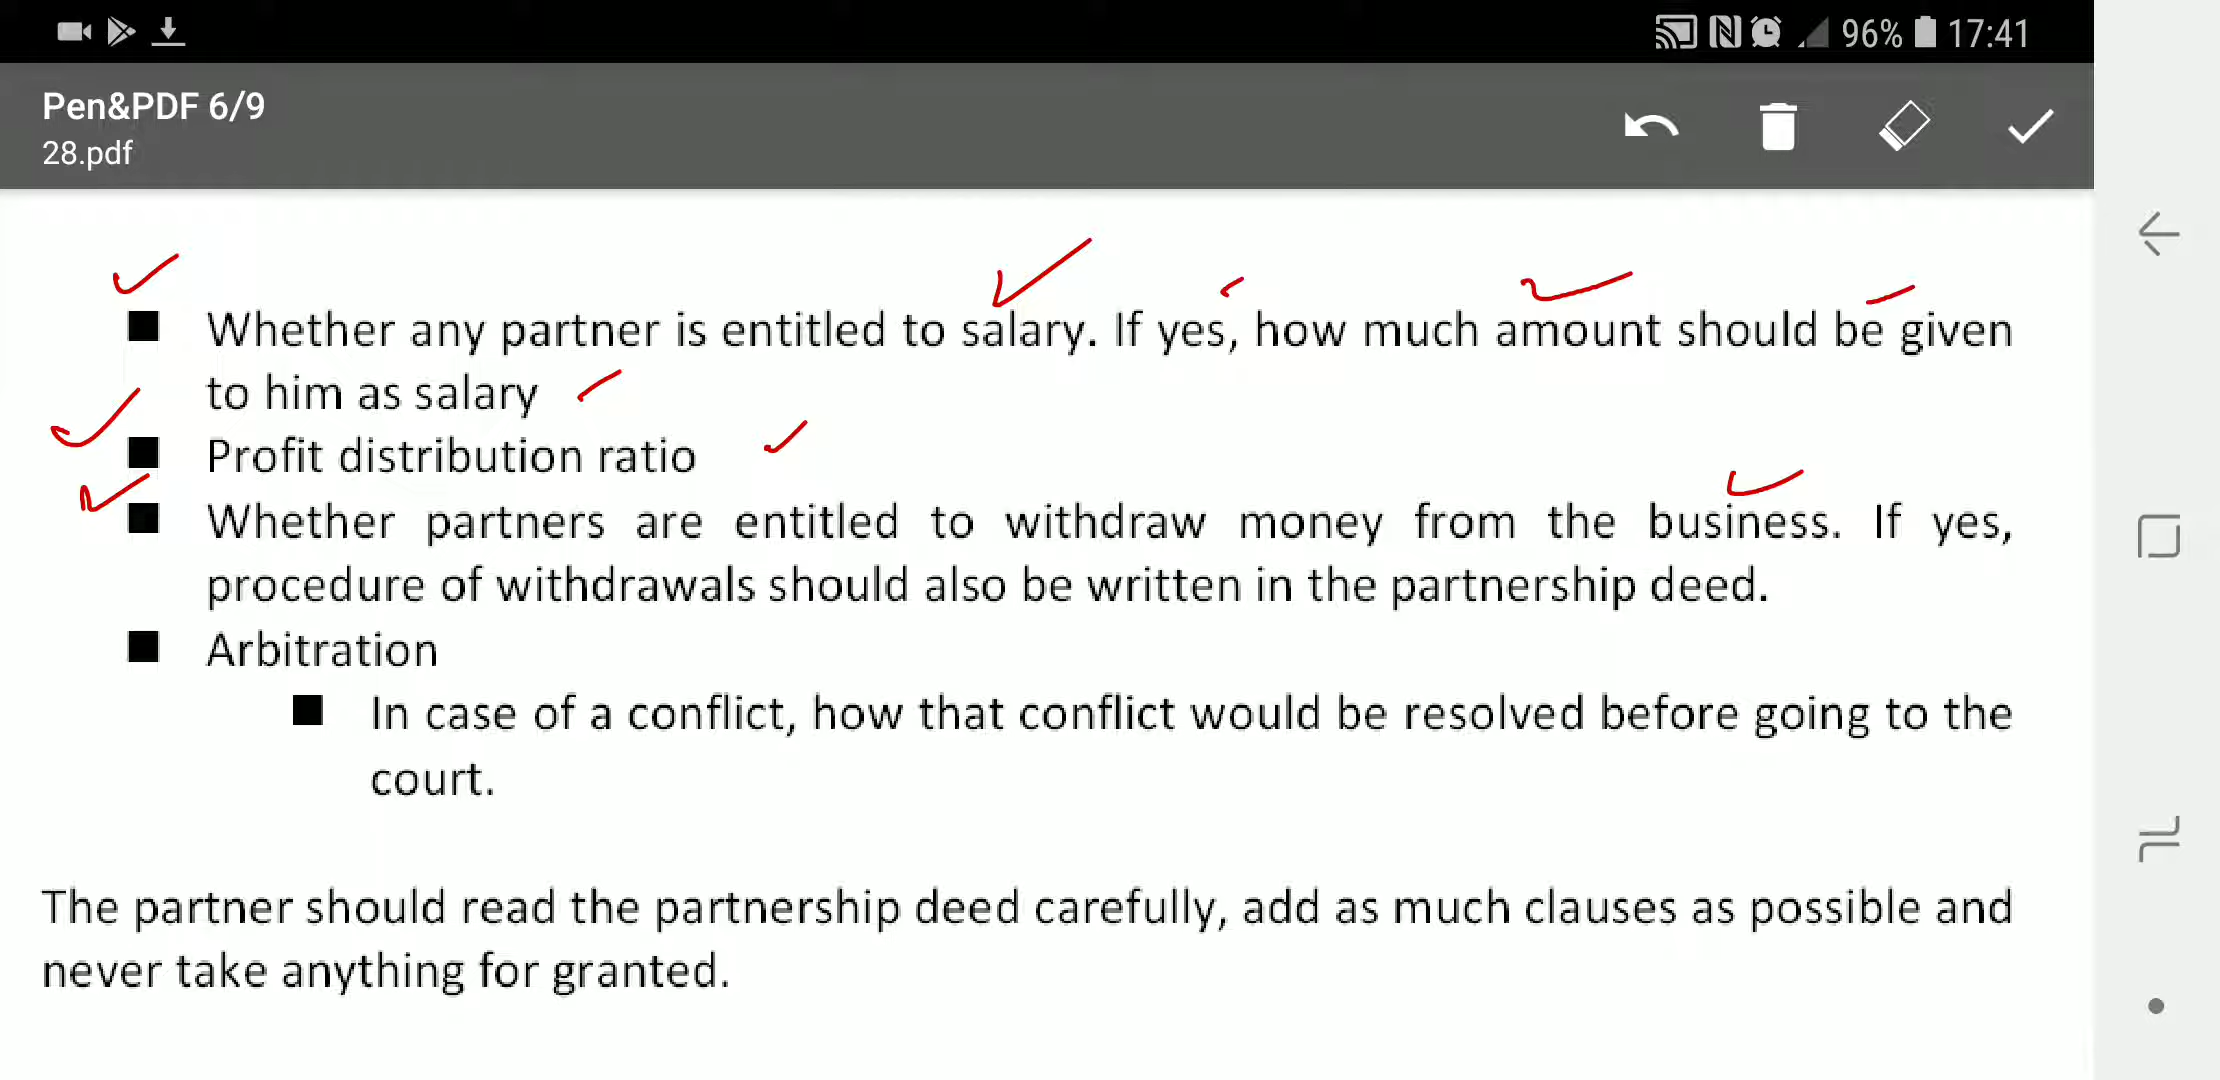 96% 17:41
Pen&PDF 6/9
28.pdf
■ Whether any partner is entitled to salary. If yes, how much amount should be given
to him as salary
■ Profit distribution ratio
■ Whether partners are entitled to withdraw money from the business. If yes,
procedure of withdrawals should also be written in the partnership deed.
■ Arbitration
■ In case of a conflict, how that conflict would be resolved before going to the
court.
The partner should read the partnership deed carefully, add as much clauses as possible and
never take anything for granted.